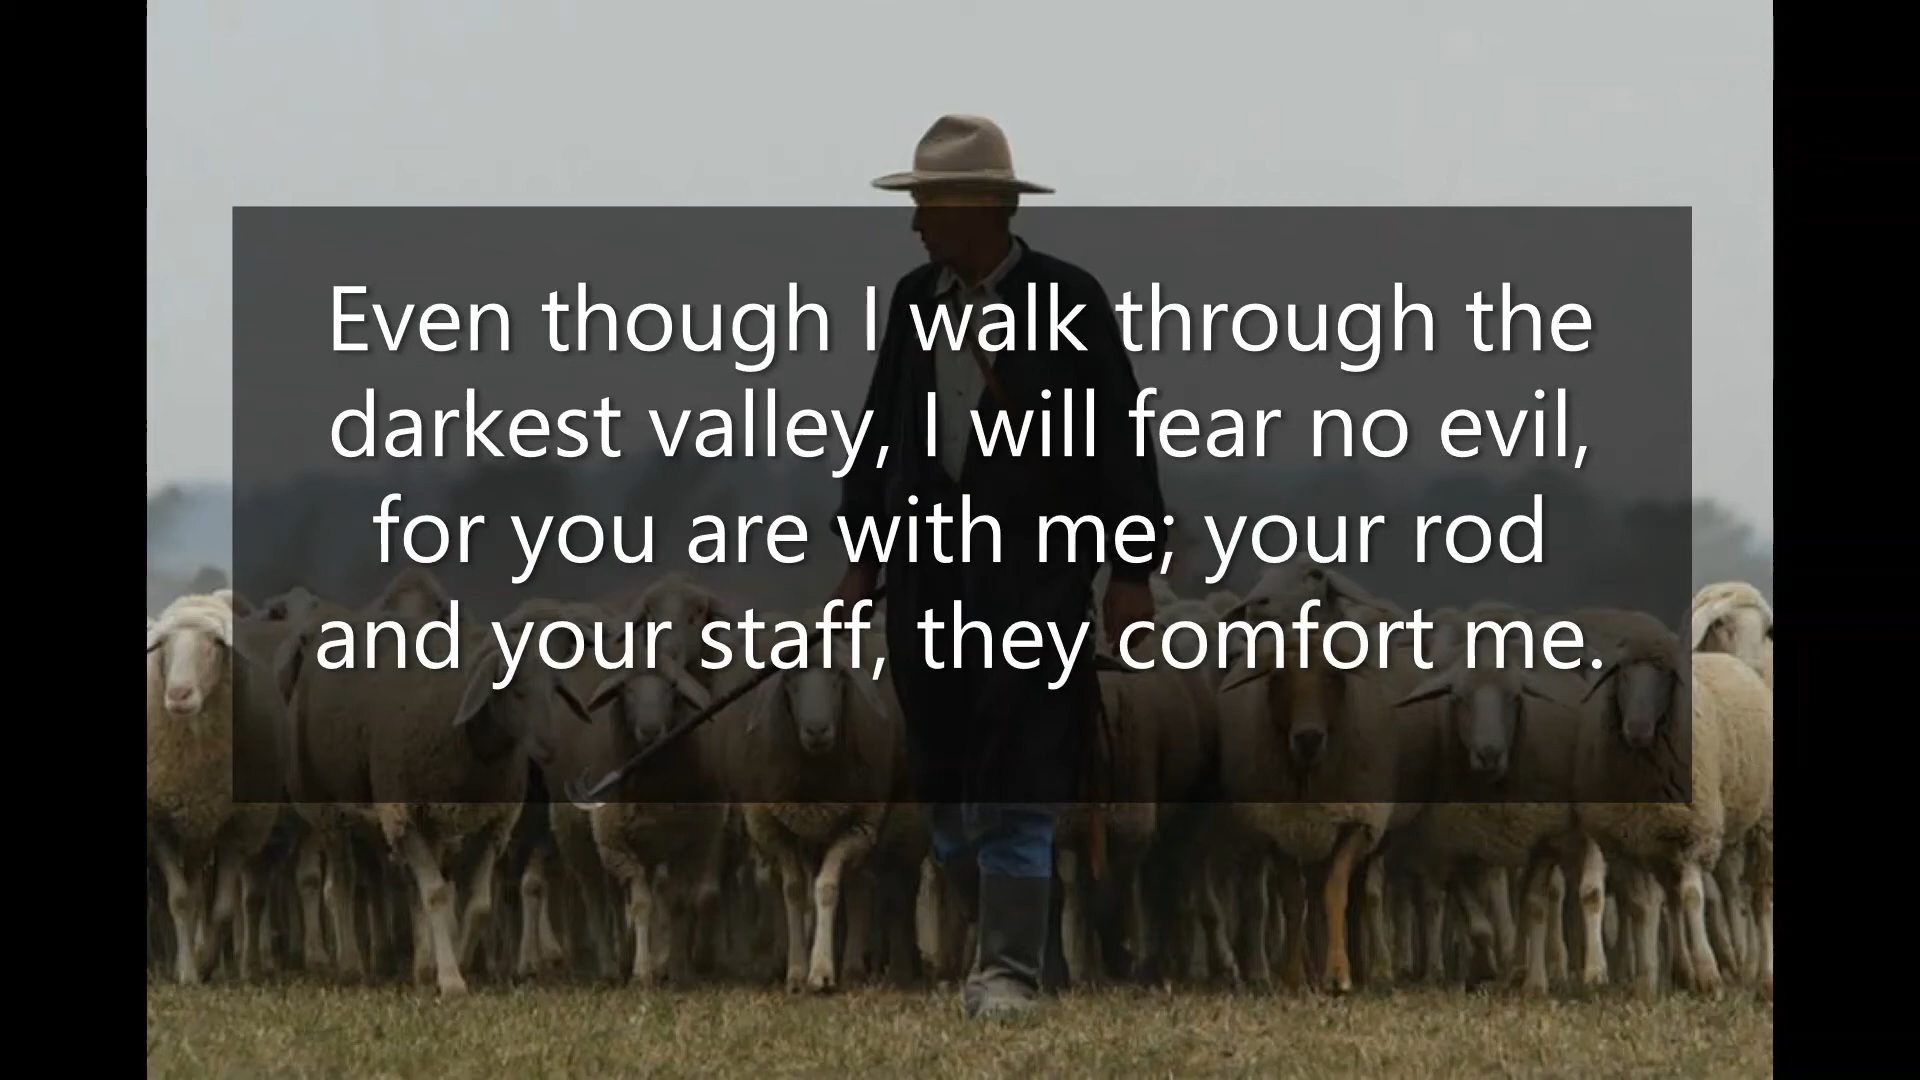 Even though I walk through the
darkest valley, I will fear no evil,
for you are with me; your rod
and your staff, they comfort me.